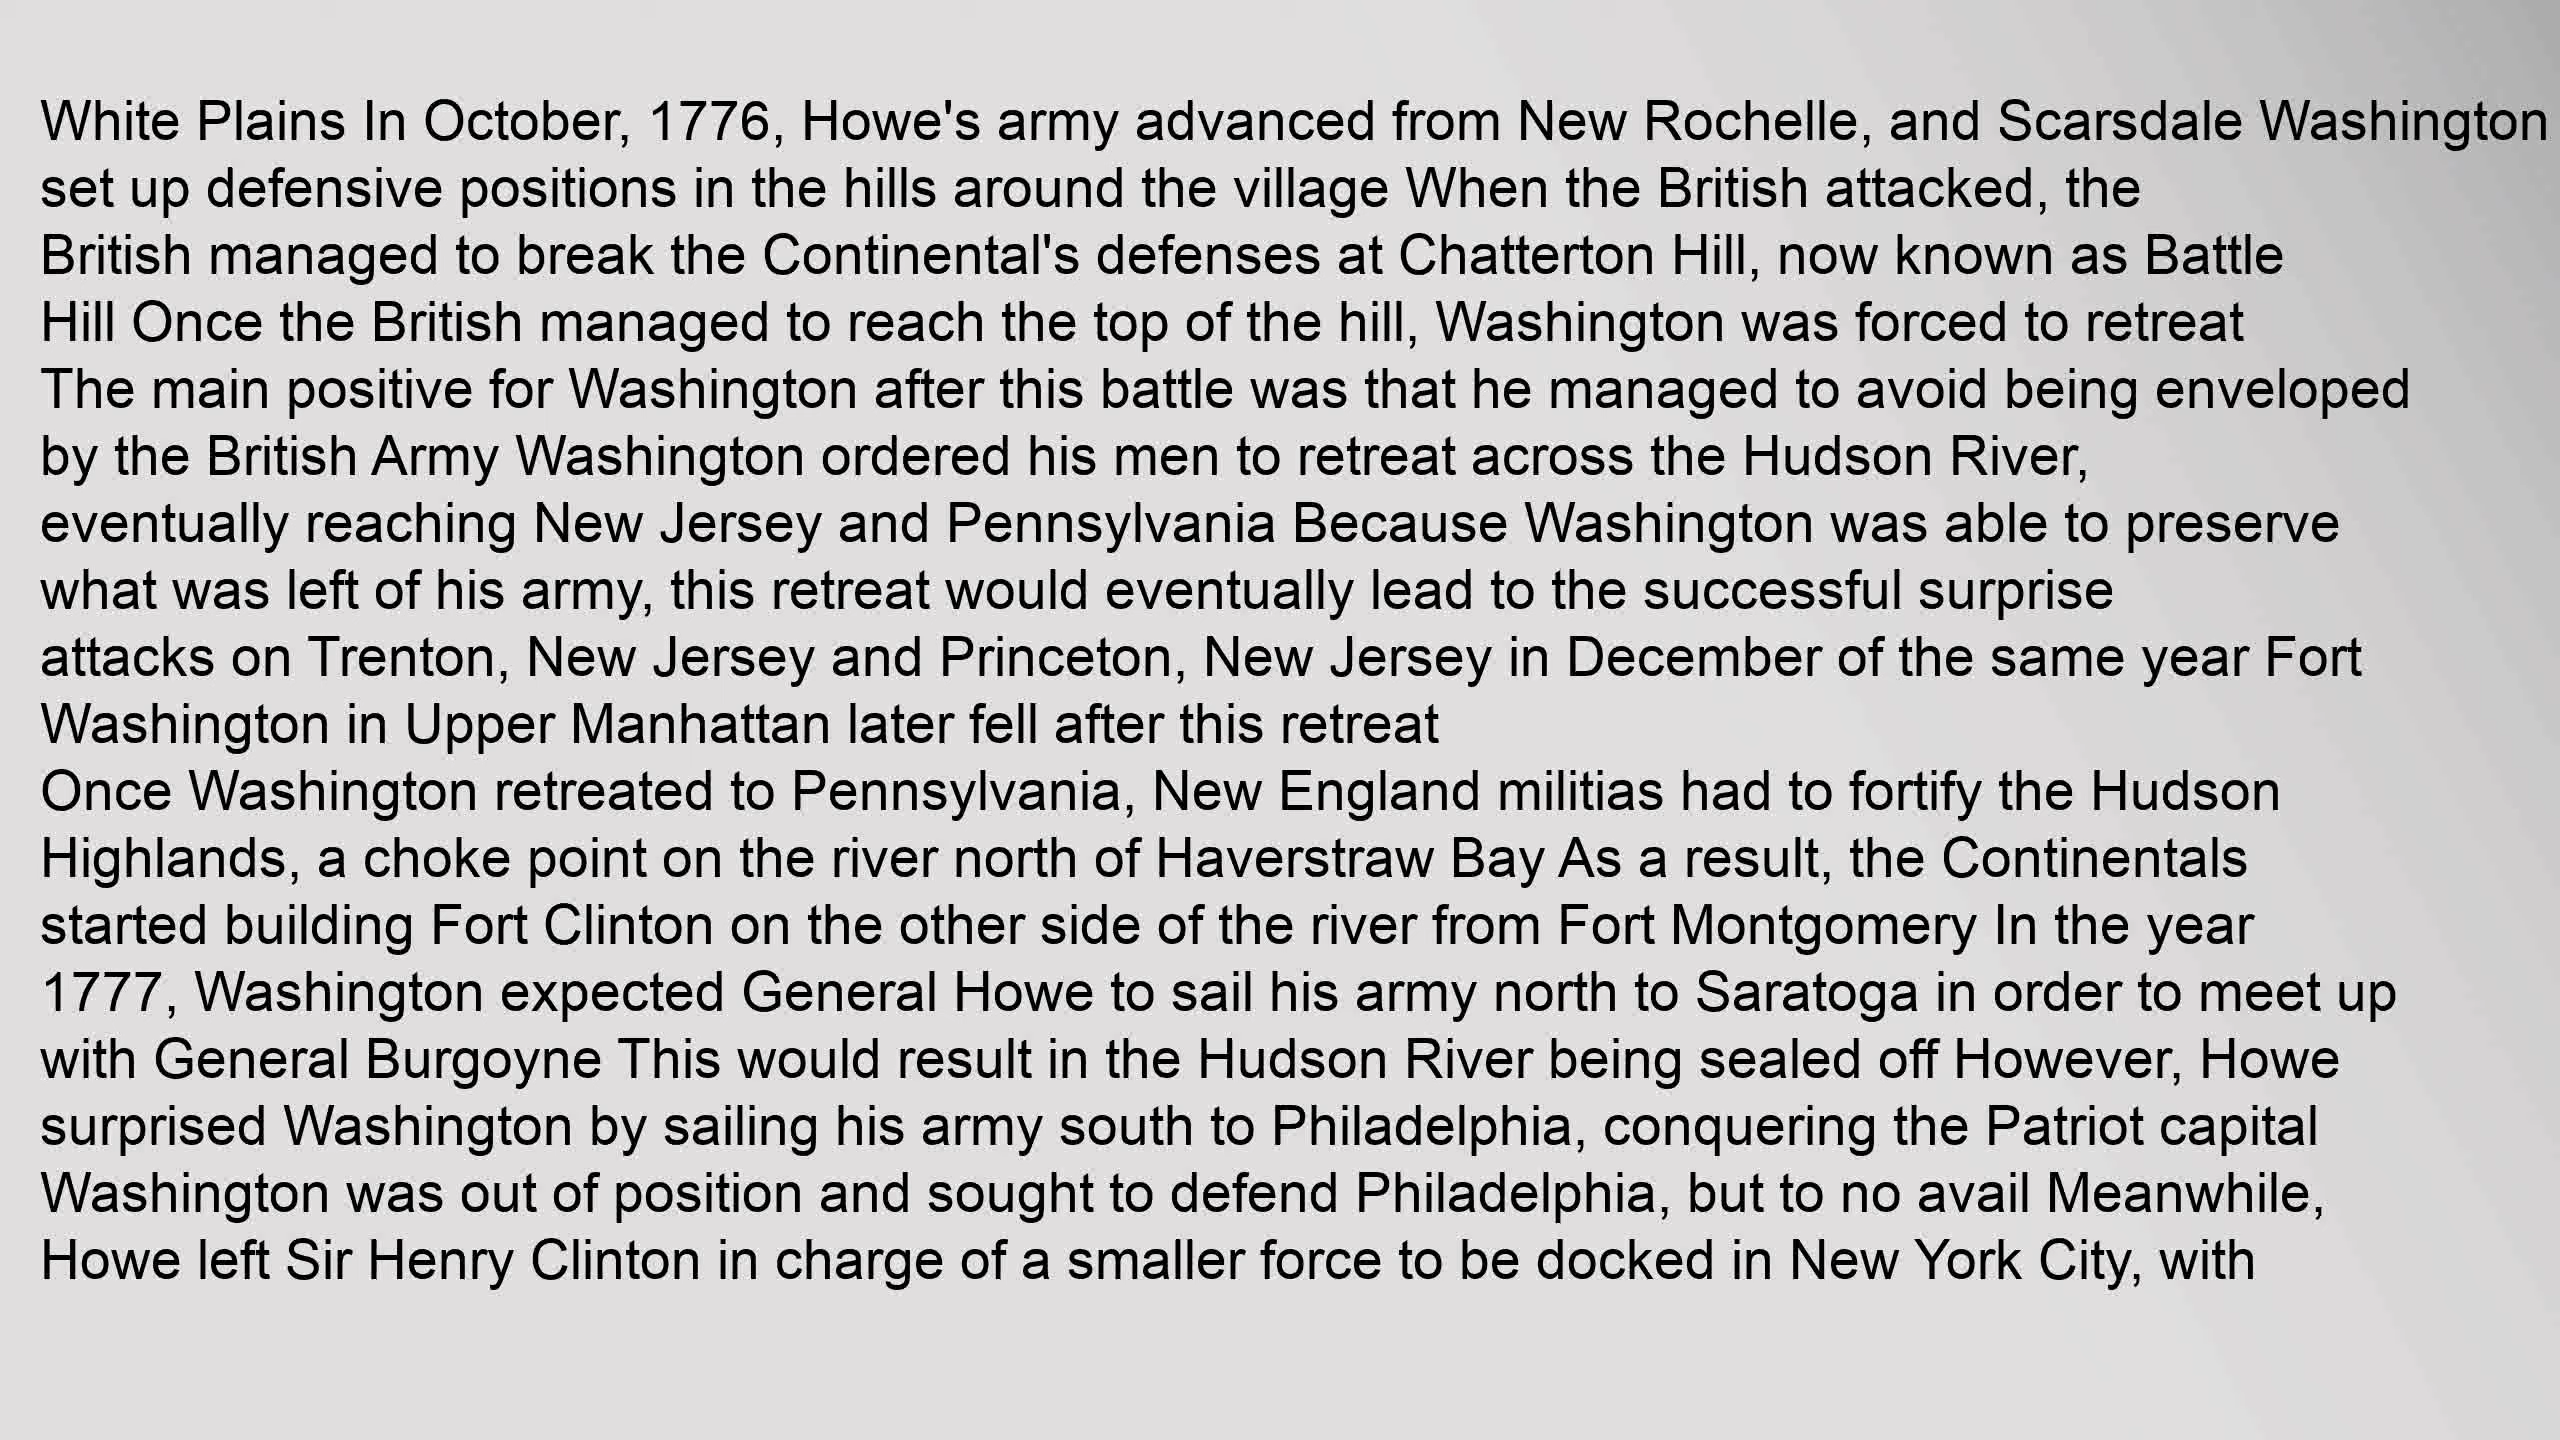 White Plains In October, 1776, Howe's army advanced from New Rochelle, and Scarsdale Washington
set up defensive positions in the hills around the village When the British attacked, the
British managed to break the Continental's defenses at Chatterton Hill, now known as Battle
Hill Once the British managed to reach the top of the hill, Washington was forced to retreat
The main positive for Washington after this battle was that he managed to avoid being enveloped
by the British Army Washington ordered his men to retreat across the Hudson River,
eventually reaching New Jersey and Pennsylvania Because Washington was able to preserve
what was left of his army, this retreat would eventually lead to the successful surprise
attacks on Trenton, New Jersey and Princeton, New Jersey in December of the same year Fort
Washington in Upper Manhattan later fell after this retreat
Once Washington retreated to Pennsylvania, New England militias had to fortify the Hudson
Highlands, a choke point on the river north of Haverstraw Bay As a result, the Continentals
started building Fort Clinton on the other side of the river from Fort Montgomery In the year
1777, Washington expected General Howe to sail his army north to Saratoga in order to meet up
with General Burgoyne This would result in the Hudson River being sealed off However, Howe
surprised Washington by sailing his army south to Philadelphia, conquering the Patriot capital
Washington was out of position and sought to defend Philadelphia, but to no avail Meanwhile,
Howe left Sir Henry Clinton in charge of a smaller force to be docked in New York City, with